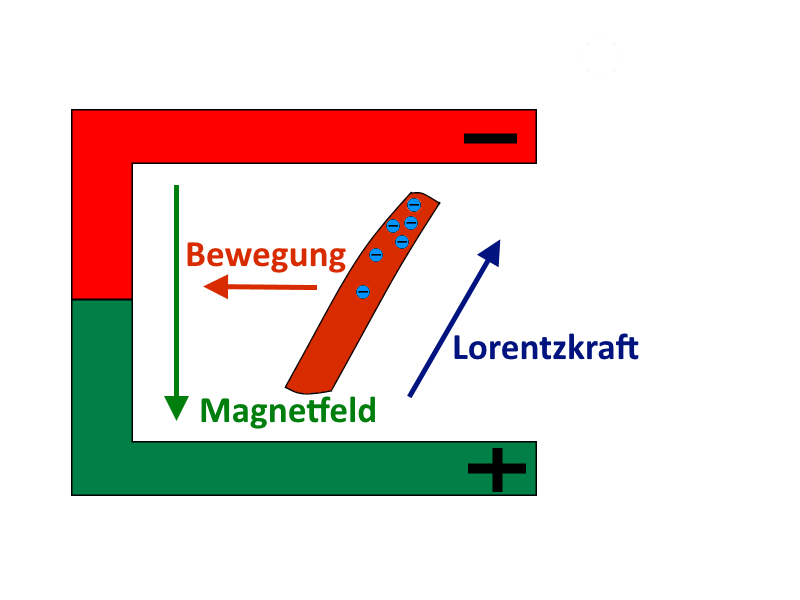 −
Bewegung
Lorentzkraft
Magnetfeld
+